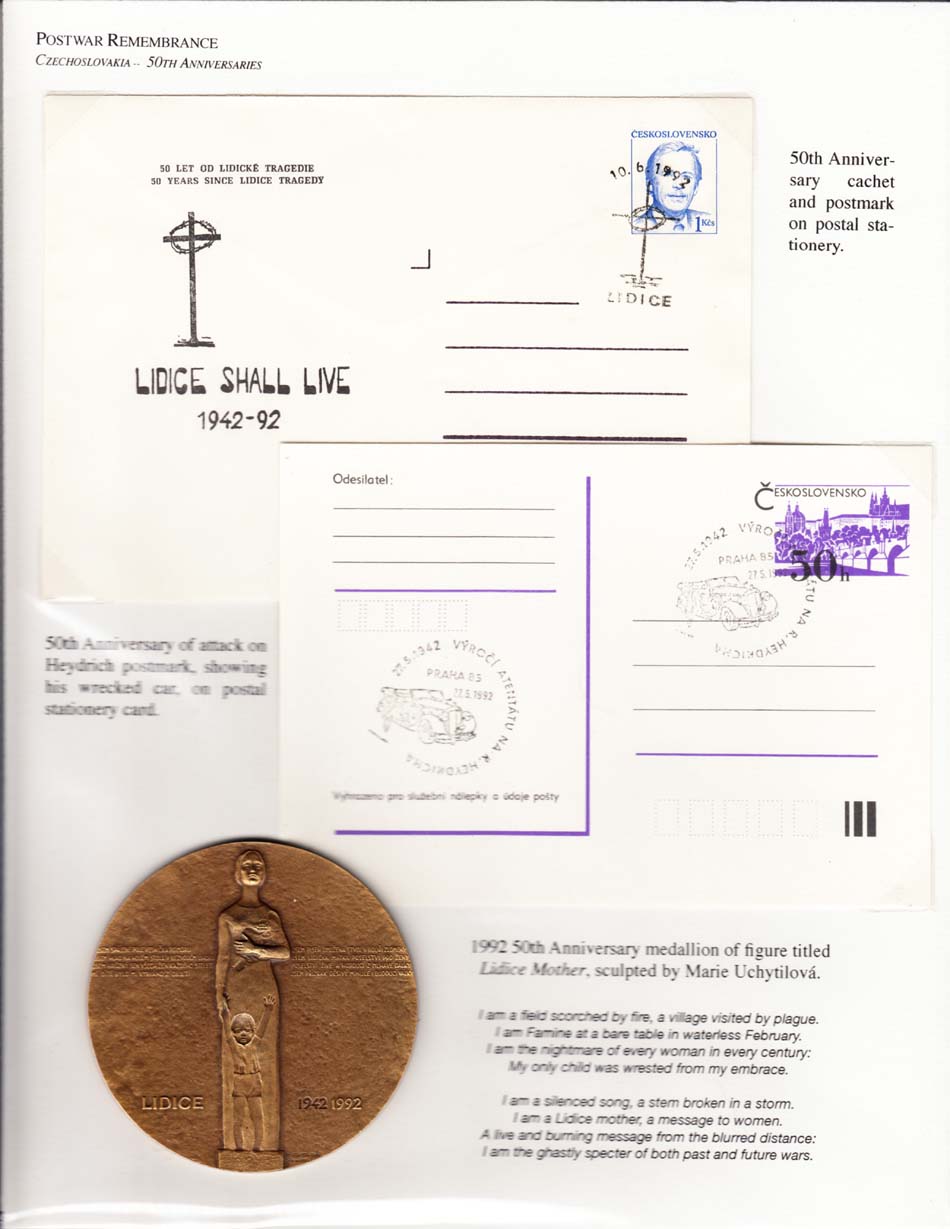 POSTWAR REMEMBRANCE
CZECHOSLOVAKIA -- 50TH ANNIVERSARIES
50 LET OD LIDICKÉ TRAGEDIE
50 YEARS SINCE LIDICE TRAGEDY
LIDICE SHALL LIVE
1942-92
ČESKOSLOVENSKO
10.6.1992
1 Kčs
LIDICE
50th Anniver-
sary cachet
and postmark
on postal sta-
tionery.
Odesílatel:
ČESKOSLOVENSKO
50h
27.5.1942 VÝROČÍ ATENTÁTU NA R. HEYDRICHA
PRAHA 85
27.5.1992
27.5.1942 VÝROČÍ ATENTÁTU NA R. HEYDRICHA
PRAHA 85
27.5.1992
Vyhrazeno pro služební nálepky a údaje pošty
50th Anniversary of attack on
Heydrich postmark, showing
his wrecked car, on postal
stationery card.
LIDICE
1942 1992
1992 50th Anniversary medallion of figure titled
Lidice Mother, sculpted by Marie Uchytilová.
I am a field scorched by fire, a village visited by plague.
I am Famine at a bare table in waterless February.
I am the nightmare of every woman in every century:
My only child was wrested from my embrace.
I am a silenced song, a stem broken in a storm.
I am a Lidice mother, a message to women.
A live and burning message from the blurred distance:
I am the ghastly specter of both past and future wars.